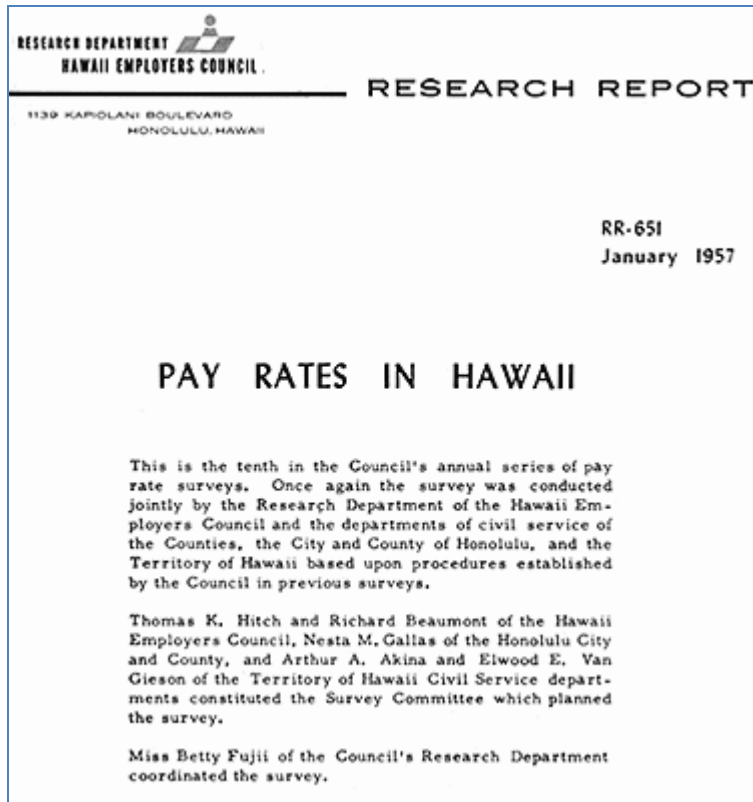 RESEARCH DEPARTMENT
HAWAII EMPLOYERS COUNCIL.
RESEARCH REPORT
1139 KAPIOLANI BOULEVARD
HONOLULU, HAWAII
RR-651
January 1957
PAY RATES IN HAWAII
This is the tenth in the Council's annual series of pay
rate surveys. Once again the survey was conducted
jointly by the Research Department of the Hawaii Em-
ployers Council and the departments of civil service of
the Counties, the City and County of Honolulu, and the
Territory of Hawaii based upon procedures established
by the Council in previous surveys.
Thomas K. Hitch and Richard Beaumont of the Hawaii
Employers Council, Nesta M. Gallas of the Honolulu City
and County, and Arthur A. Akina and Elwood E. Van
Gieson of the Territory of Hawaii Civil Service depart-
ments constituted the Survey Committee which planned
the survey.
Miss Betty Fujii of the Council's Research Department
coordinated the survey.